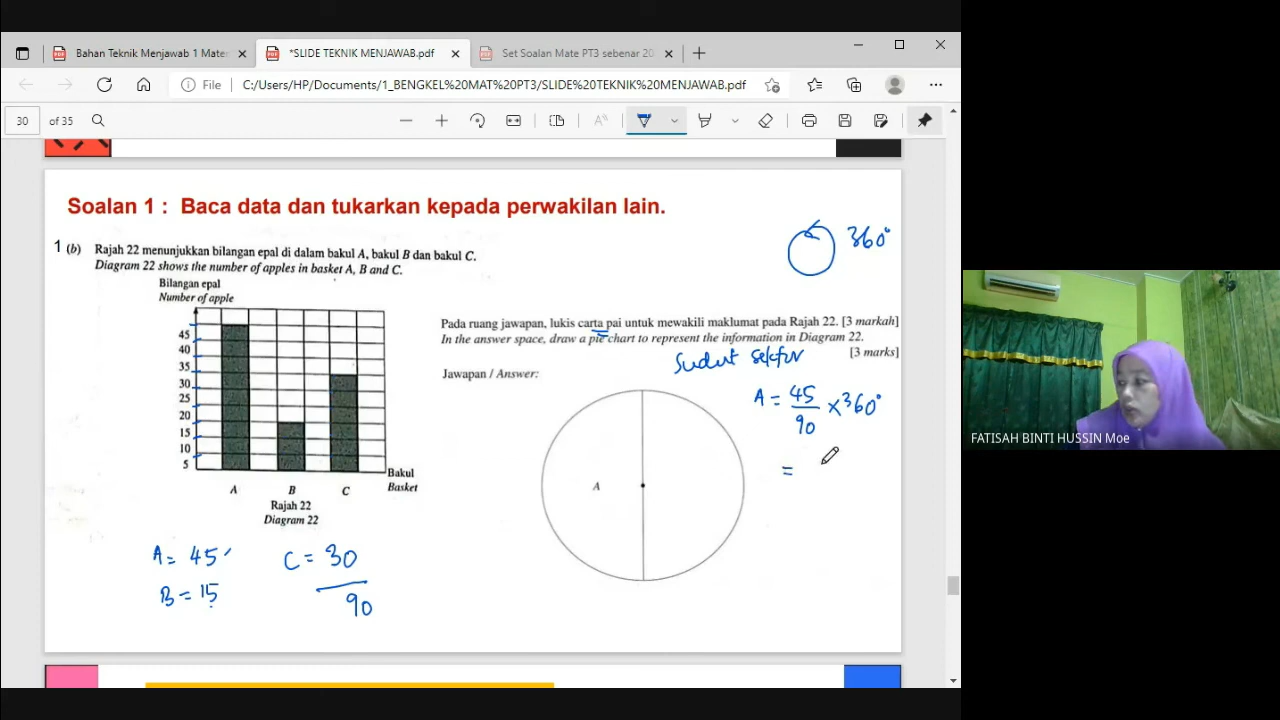 Bahan Teknik Menjawab 1 Mate
*SLIDE TEKNIK MENJAWAB.pdf
Set Soalan Mate PT3 sebenar 20
File
C:/Users/HP/Documents/1_BENGKEL%20MAT%20PT3/SLIDE%20TEKNIK%20MENJAWAB.pdf
30 of 35
Soalan 1 : Baca data dan tukarkan kepada perwakilan lain.
360°
1 (b) Rajah 22 menunjukkan bilangan epal di dalam bakul A, bakul B dan bakul C.
Diagram 22 shows the number of apples in basket A, B and C.
Bilangan epal
Number of apple
45
40
35
30
25
20
15
10
5
Bakul
Basket
A B C
Rajah 22
Diagram 22
Pada ruang jawapan, lukis carta pai untuk mewakili maklumat pada Rajah 22. [3 markah]
In the answer space, draw a pie chart to represent the information in Diagram 22.
[3 marks]
Sudut sektor
Jawapan / Answer:
A = 45/90 × 360°
=
A
A = 45
B = 15
C = 30
90
FATISAH BINTI HUSSIN Moe